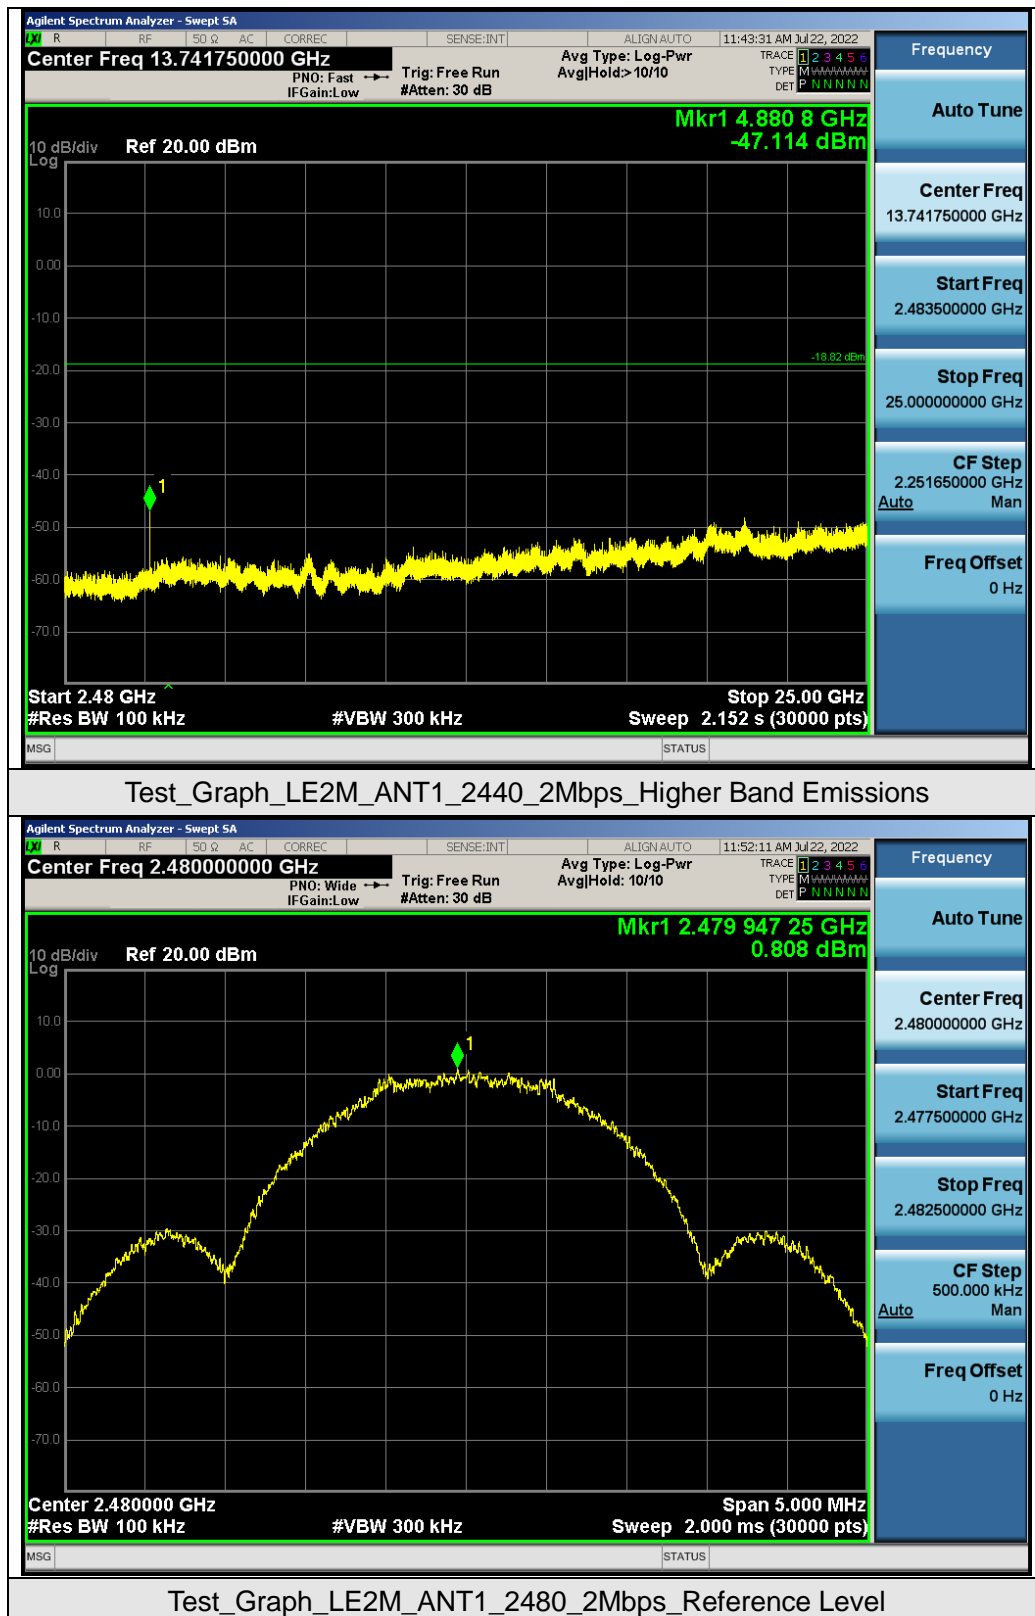 Agilent Spectrum Analyzer - Swept SA
LXI R RF 50 Ω AC CORREC SENSE:INT ALIGN AUTO 11:43:31 AM Jul 22, 2022
Center Freq 13.741750000 GHz
PNO: Fast
IFGain:Low
Trig: Free Run
#Atten: 30 dB
Avg Type: Log-Pwr
Avg|Hold:>10/10
TRACE 1 2 3 4 5 6
TYPE M
DET P N N N N N
Mkr1 4.880 8 GHz
-47.114 dBm
10 dB/div Ref 20.00 dBm
Log
10.0
0.00
-10.0
-18.82 dBm
-20.0
-30.0
-40.0
1
-50.0
-60.0
-70.0
Start 2.48 GHz Stop 25.00 GHz
#Res BW 100 kHz #VBW 300 kHz Sweep 2.152 s (30000 pts)
MSG STATUS
Frequency
Auto Tune
Center Freq
13.741750000 GHz
Start Freq
2.483500000 GHz
Stop Freq
25.000000000 GHz
CF Step
2.251650000 GHz
Auto Man
Freq Offset
0 Hz
Test_Graph_LE2M_ANT1_2440_2Mbps_Higher Band Emissions
Agilent Spectrum Analyzer - Swept SA
LXI R RF 50 Ω AC CORREC SENSE:INT ALIGN AUTO 11:52:11 AM Jul 22, 2022
Center Freq 2.480000000 GHz
PNO: Wide
IFGain:Low
Trig: Free Run
#Atten: 30 dB
Avg Type: Log-Pwr
Avg|Hold: 10/10
TRACE 1 2 3 4 5 6
TYPE M
DET P N N N N N
Mkr1 2.479 947 25 GHz
0.808 dBm
10 dB/div Ref 20.00 dBm
Log
10.0
1
0.00
-10.0
-20.0
-30.0
-40.0
-50.0
-60.0
-70.0
Center 2.480000 GHz Span 5.000 MHz
#Res BW 100 kHz #VBW 300 kHz Sweep 2.000 ms (30000 pts)
MSG STATUS
Frequency
Auto Tune
Center Freq
2.480000000 GHz
Start Freq
2.477500000 GHz
Stop Freq
2.482500000 GHz
CF Step
500.000 kHz
Auto Man
Freq Offset
0 Hz
Test_Graph_LE2M_ANT1_2480_2Mbps_Reference Level